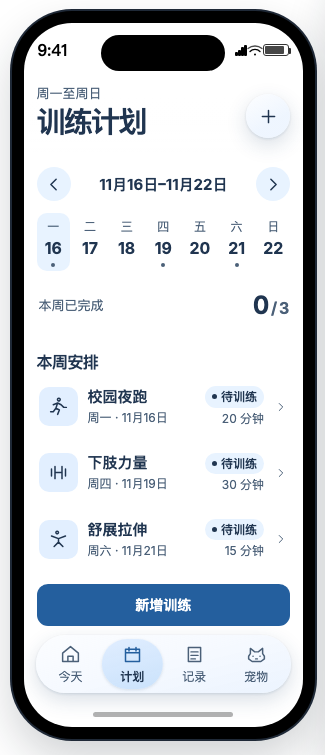 9:41
周一至周日
训练计划
11月16日–11月22日
一 二 三 四 五 六 日
16 17 18 19 20 21 22
本周已完成 0/3
本周安排
校园夜跑 待训练
周一 · 11月16日 20 分钟
下肢力量 待训练
周四 · 11月19日 30 分钟
舒展拉伸 待训练
周六 · 11月21日 15 分钟
新增训练
今天 计划 记录 宠物